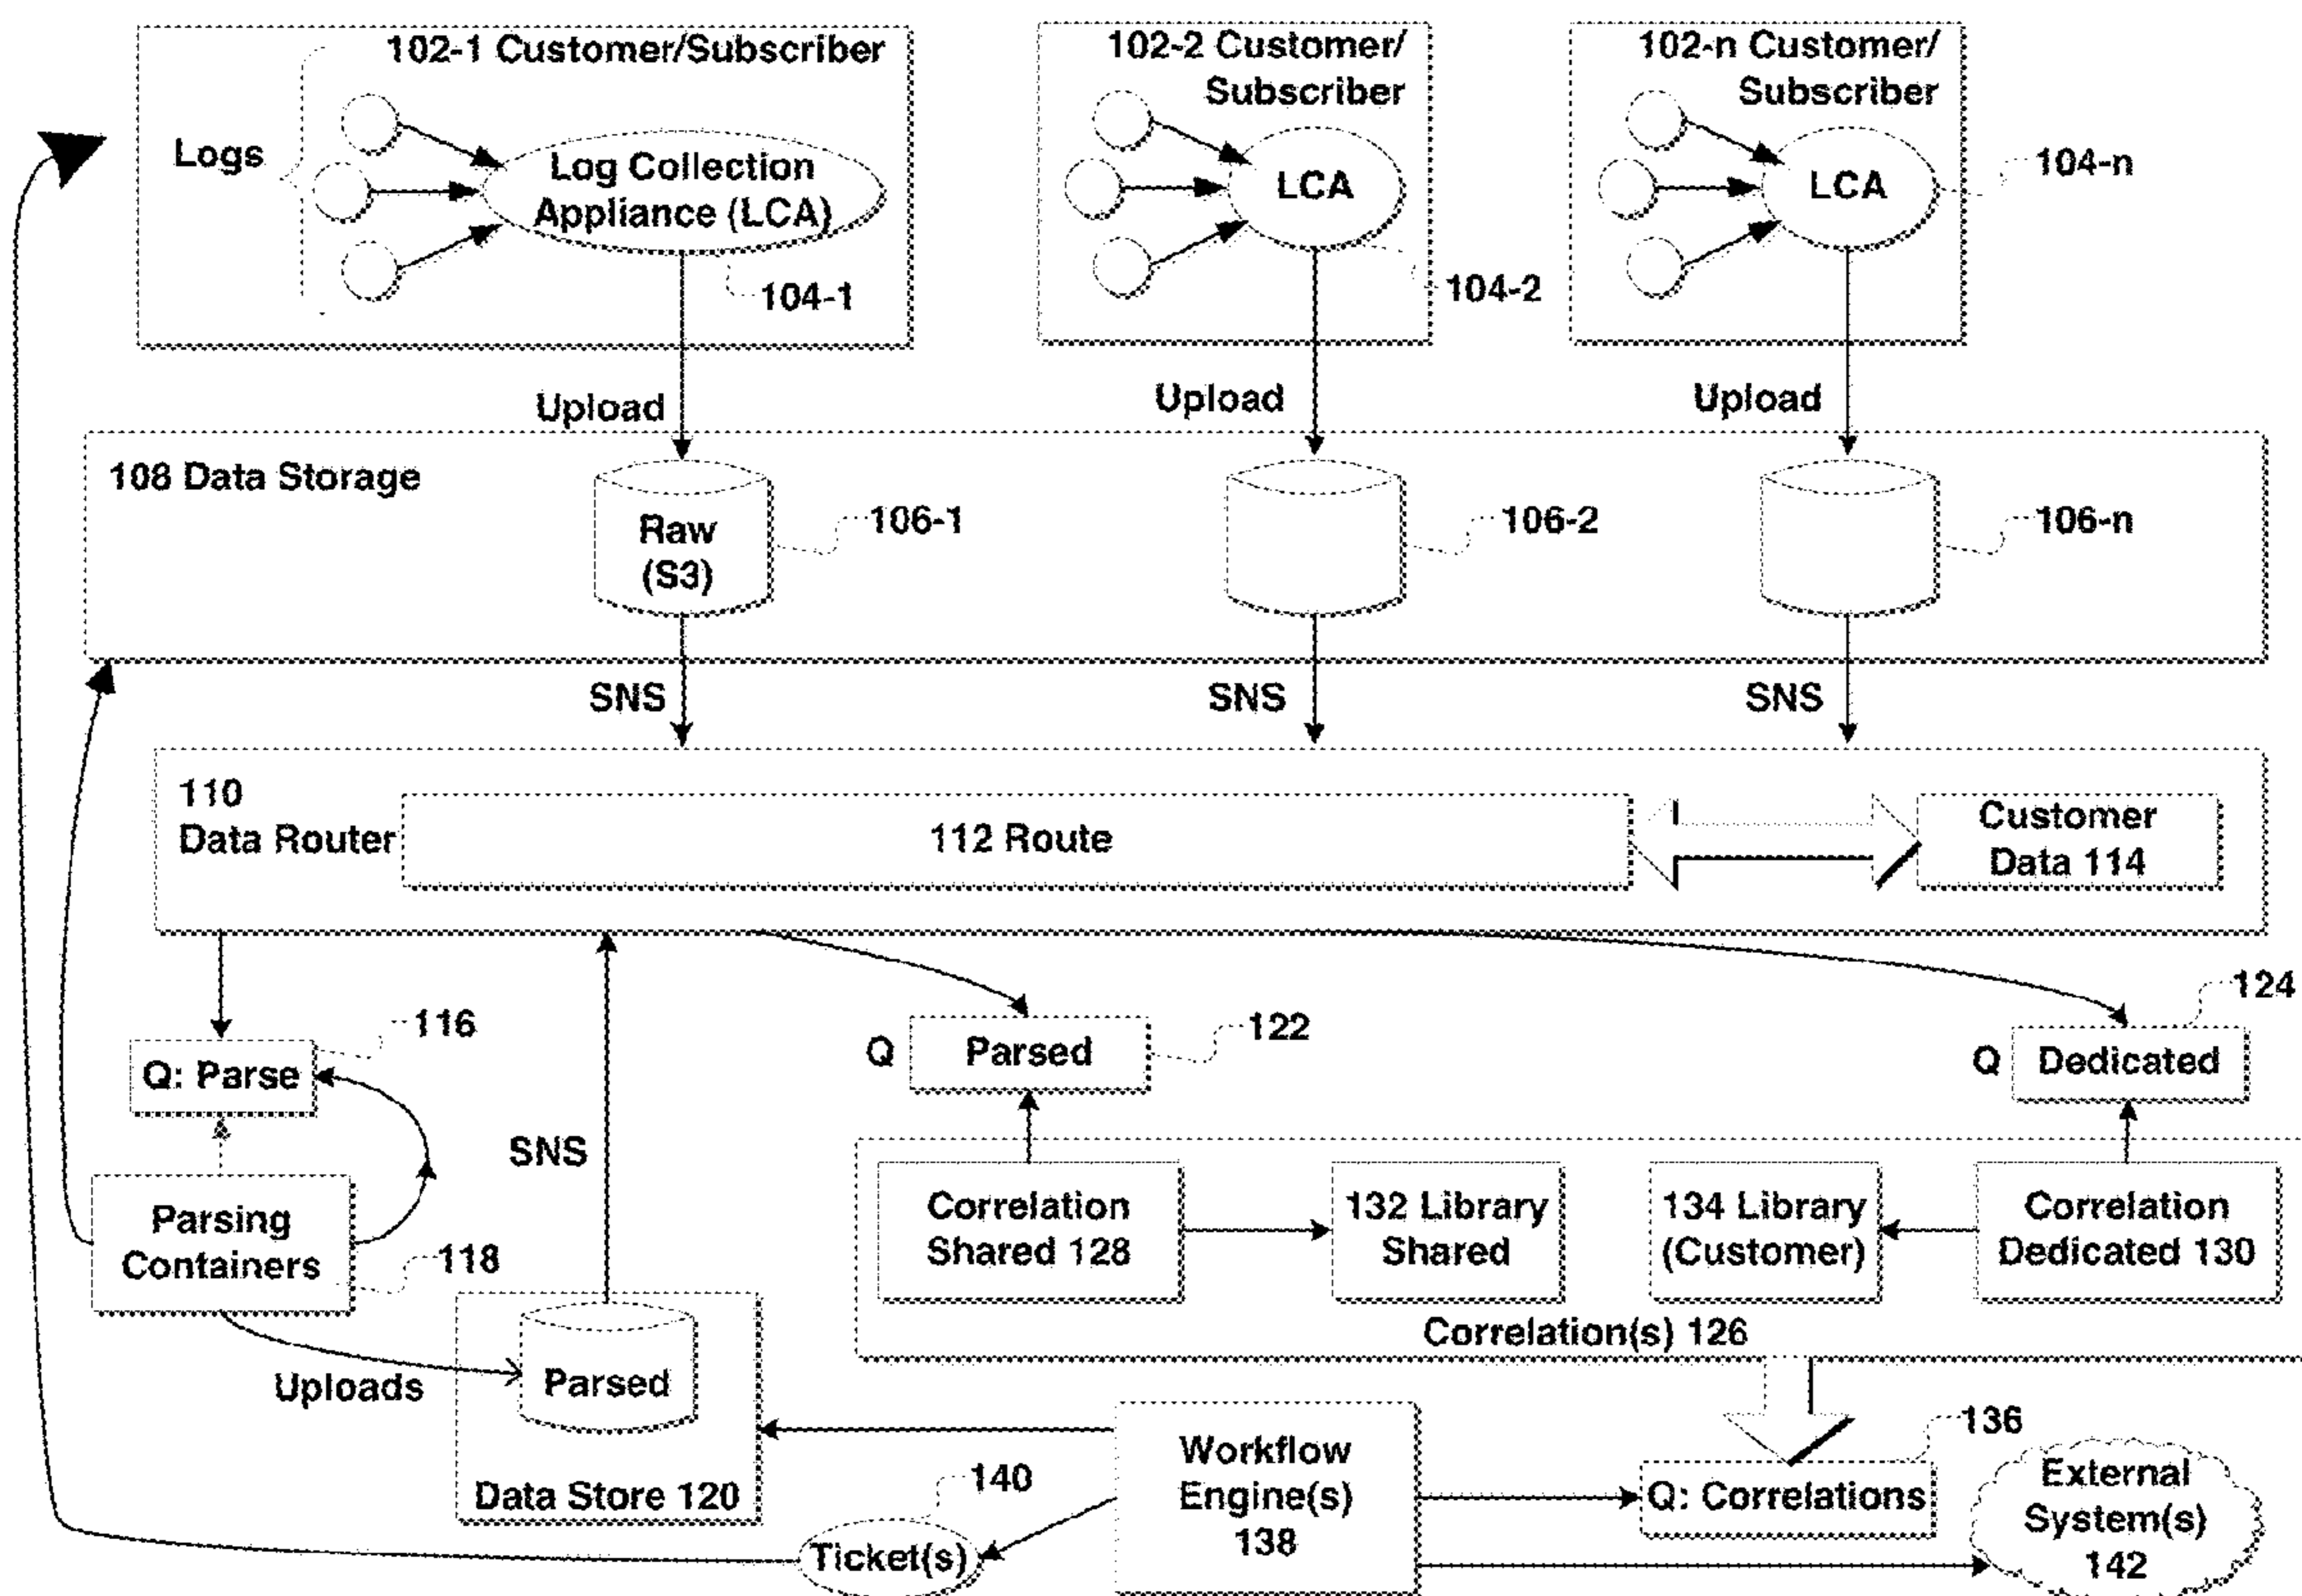 102-1 Customer/Subscriber
Logs
Log Collection
Appliance (LCA)
104-1
102-2 Customer/
Subscriber
LCA
104-2
102-n Customer/
Subscriber
LCA
104-n
Upload
Upload
Upload
108 Data Storage
Raw
(S3)
106-1
106-2
106-n
SNS
SNS
SNS
110
Data Router
112 Route
Customer
Data 114
116
Q: Parse
122
Q
Parsed
124
Q
Dedicated
SNS
Parsing
Containers
118
Correlation
Shared 128
132 Library
Shared
134 Library
(Customer)
Correlation
Dedicated 130
Correlation(s) 126
Uploads
Parsed
Data Store 120
140
Ticket(s)
Workflow
Engine(s)
138
136
Q: Correlations
External
System(s)
142